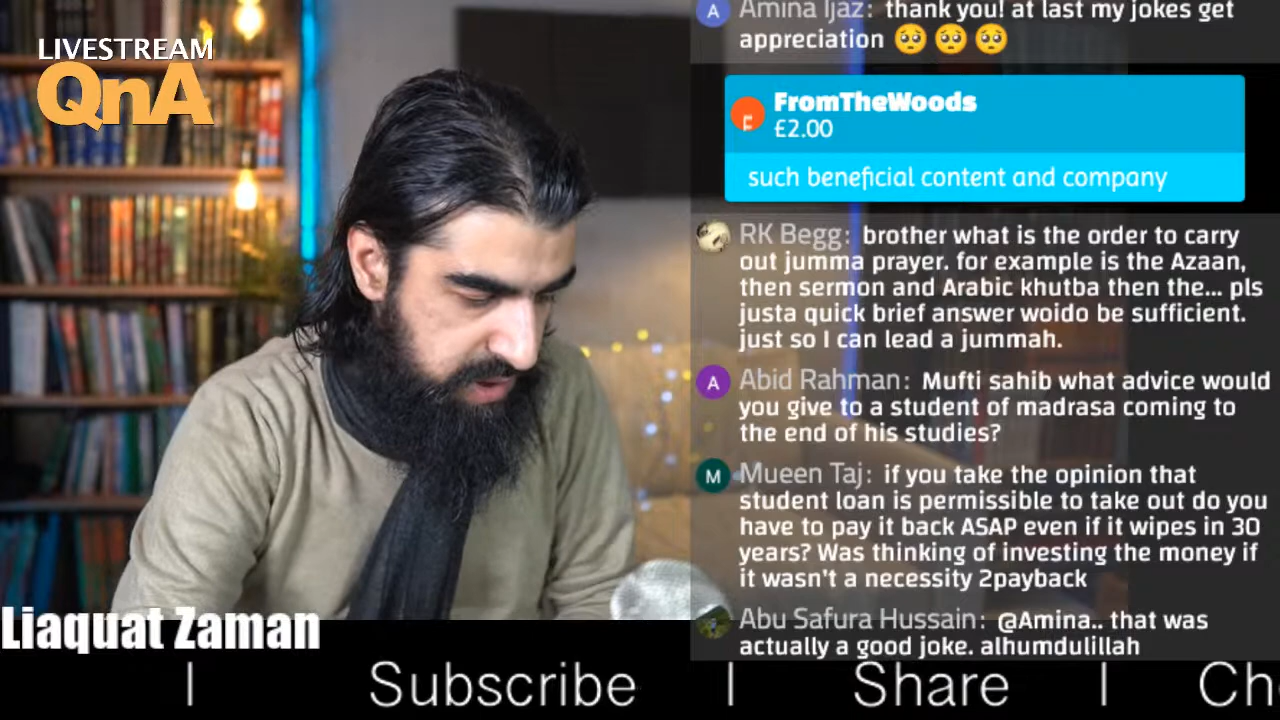 LIVESTREAM
QnA
A Amina Ijaz: thank you! at last my jokes get
appreciation 🥺 🥺 🥺
FromTheWoods
£2.00
such beneficial content and company
RK Begg: brother what is the order to carry
out jumma prayer. for example is the Azaan,
then sermon and Arabic khutba then the... pls
justa quick brief answer woido be sufficient.
just so I can lead a jummah.
A Abid Rahman: Mufti sahib what advice would
you give to a student of madrasa coming to
the end of his studies?
M Mueen Taj: if you take the opinion that
student loan is permissible to take out do you
have to pay it back ASAP even if it wipes in 30
years? Was thinking of investing the money if
it wasn't a necessity 2payback
Abu Safura Hussain: @Amina.. that was
actually a good joke. alhumdulillah
Liaquat Zaman
| Subscribe | Share | Ch